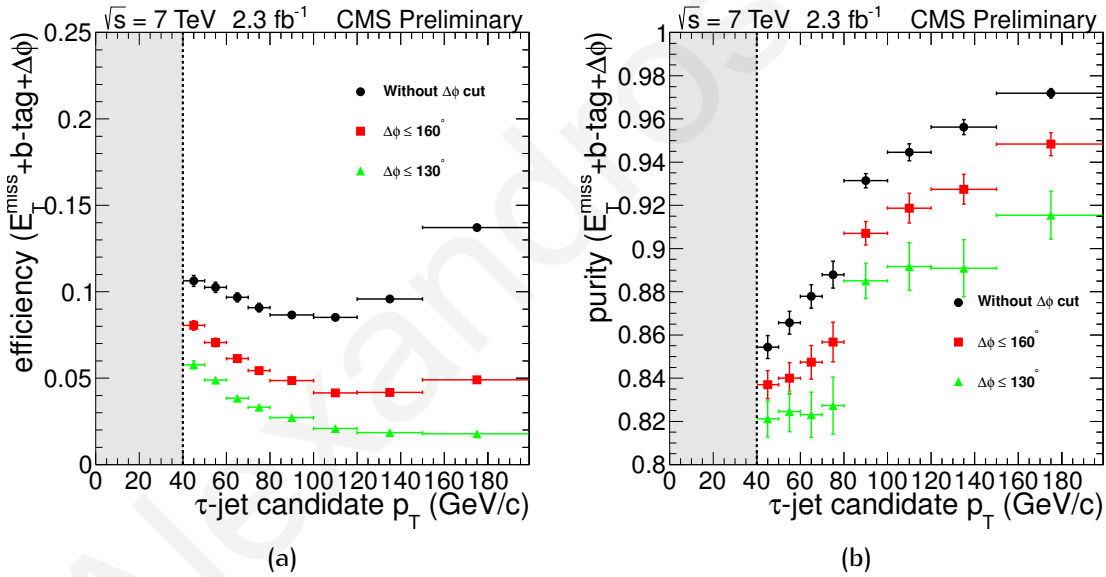 √s = 7 TeV 2.3 fb⁻¹ CMS Preliminary
efficiency (E_T^miss+b-tag+Δϕ)
0.25
0.2
0.15
0.1
0.05
0
Without Δϕ cut
Δϕ ≤ 160°
Δϕ ≤ 130°
0 20 40 60 80 100 120 140 160 180
τ-jet candidate p_T (GeV/c)
(a)
√s = 7 TeV 2.3 fb⁻¹ CMS Preliminary
purity (E_T^miss+b-tag+Δϕ)
1
0.98
0.96
0.94
0.92
0.9
0.88
0.86
0.84
0.82
0.8
Without Δϕ cut
Δϕ ≤ 160°
Δϕ ≤ 130°
0 20 40 60 80 100 120 140 160 180
τ-jet candidate p_T (GeV/c)
(b)
Alexandros